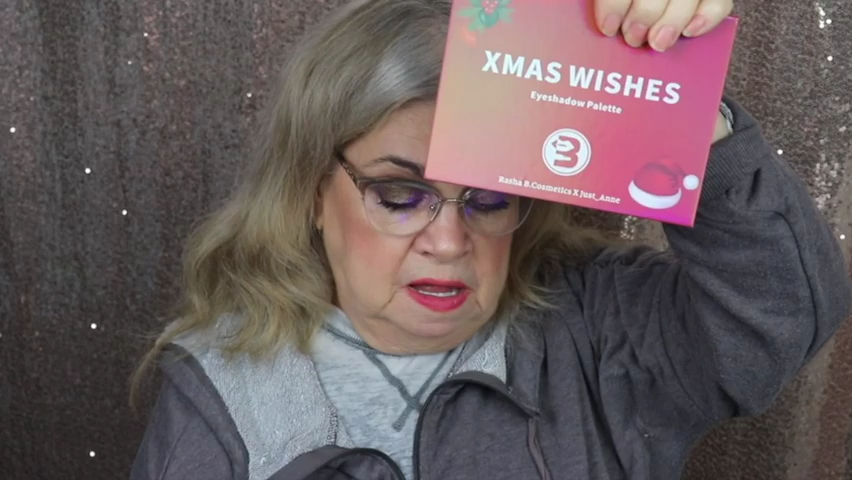 XMAS WISHES
Eyeshadow Palette
B
Rasha B.Cosmetics X Just_Anne